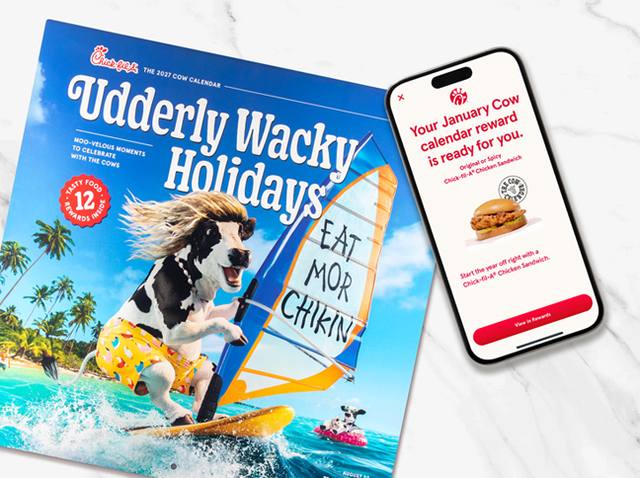 Chick-fil-A
THE 2027 COW CALENDAR
Udderly Wacky
Holidays
MOO-VELOUS MOMENTS
TO CELEBRATE
WITH THE COWS
TASTY FOOD
12
REWARDS INSIDE
EAT
MOR
CHIKIN
Your January Cow
calendar reward
is ready for you.
Original or Spicy
Chick-fil-A® Chicken Sandwich
Start the year off right with a
Chick-fil-A® Chicken Sandwich.
View in Rewards